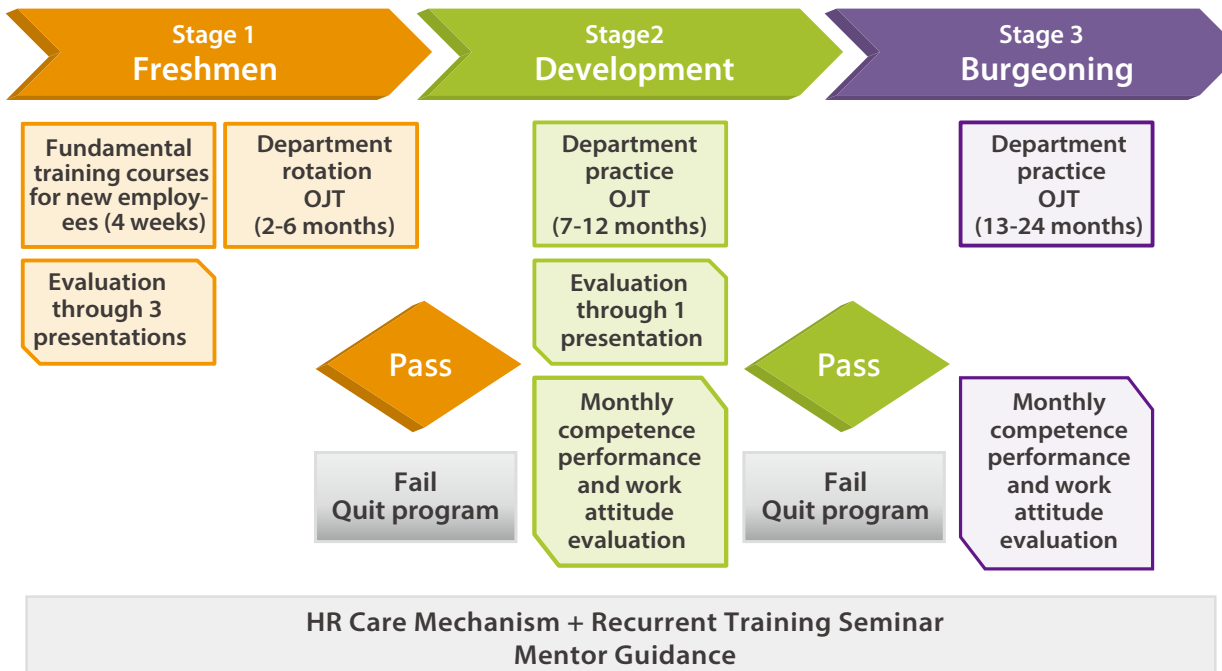 Stage 1
Freshmen
Stage2
Development
Stage 3
Burgeoning
Fundamental
training courses
for new employ-
ees (4 weeks)
Department
rotation
OJT
(2-6 months)
Department
practice
OJT
(7-12 months)
Department
practice
OJT
(13-24 months)
Evaluation
through 3
presentations
Pass
Fail
Quit program
Evaluation
through 1
presentation
Monthly
competence
performance
and work
attitude
evaluation
Pass
Fail
Quit program
Monthly
competence
performance
and work
attitude
evaluation
HR Care Mechanism + Recurrent Training Seminar
Mentor Guidance